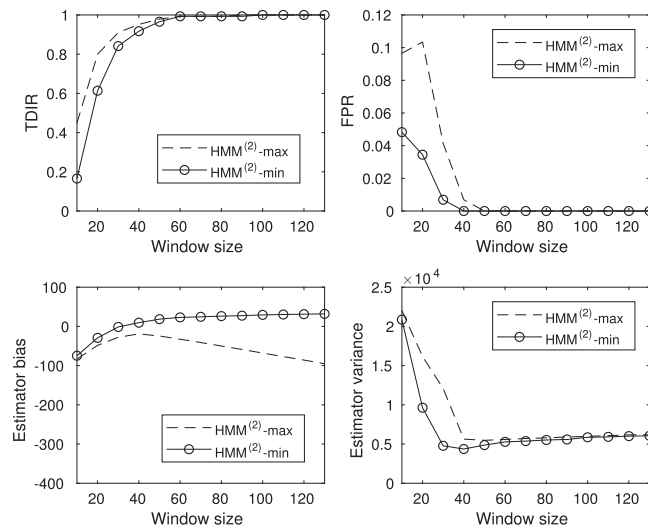 1
0.8
0.6
0.4
0.2
0
TDIR
HMM(2)-max
HMM(2)-min
20 40 60 80 100 120
Window size
0.12
0.1
0.08
0.06
0.04
0.02
0
FPR
HMM(2)-max
HMM(2)-min
20 40 60 80 100 120
Window size
100
0
-100
-200
-300
-400
Estimator bias
HMM(2)-max
HMM(2)-min
20 40 60 80 100 120
Window size
×10^4
2.5
2
1.5
1
0.5
0
Estimator variance
HMM(2)-max
HMM(2)-min
20 40 60 80 100 120
Window size